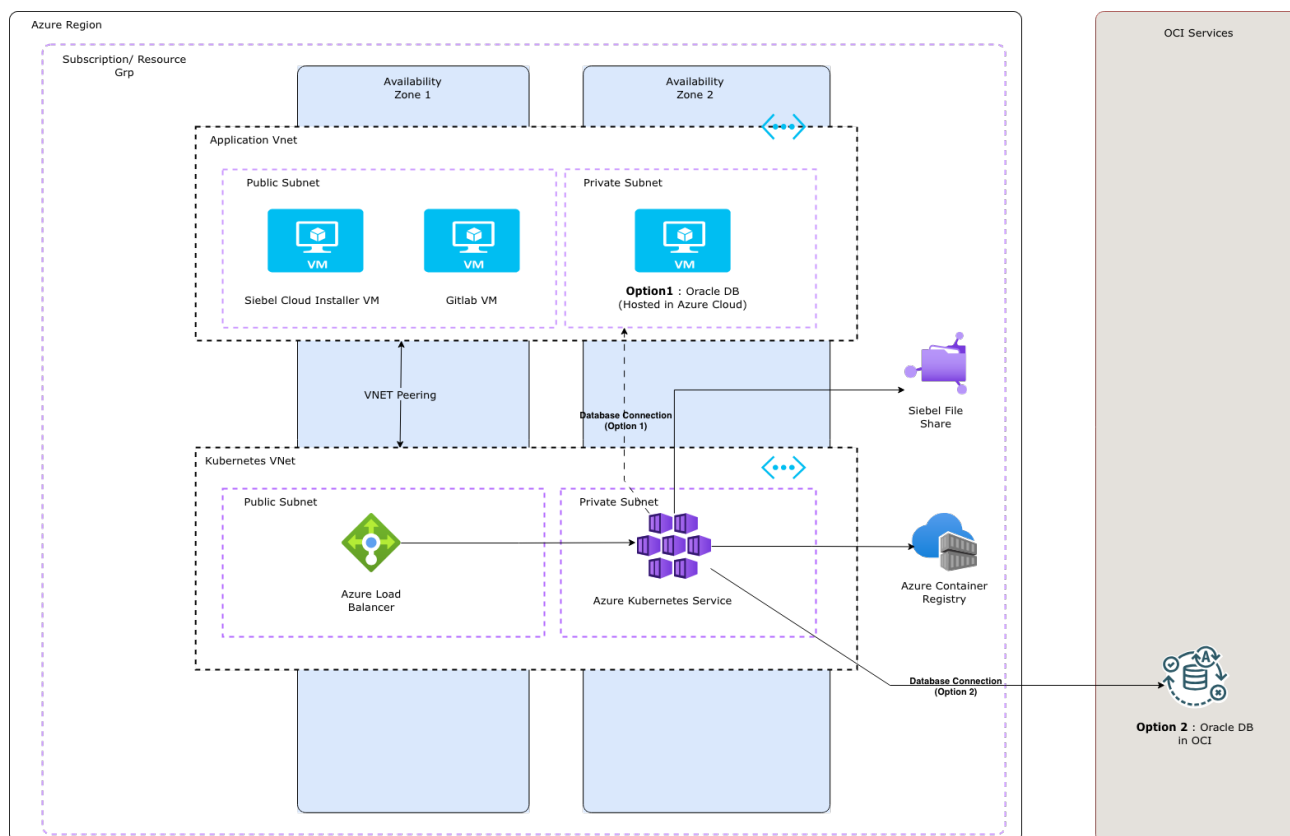 Azure Region
OCI Services
Subscription/ Resource
Grp
Availability
Zone 1
Availability
Zone 2
Application Vnet
Public Subnet
Private Subnet
VM
VM
VM
Siebel Cloud Installer VM
Gitlab VM
Option1 : Oracle DB
(Hosted in Azure Cloud)
VNET Peering
Database Connection
(Option 1)
Siebel File
Share
Kubernetes VNet
Public Subnet
Private Subnet
Azure Load
Balancer
Azure Kubernetes Service
Azure Container
Registry
Database Connection
(Option 2)
A
Option 2 : Oracle DB
in OCI